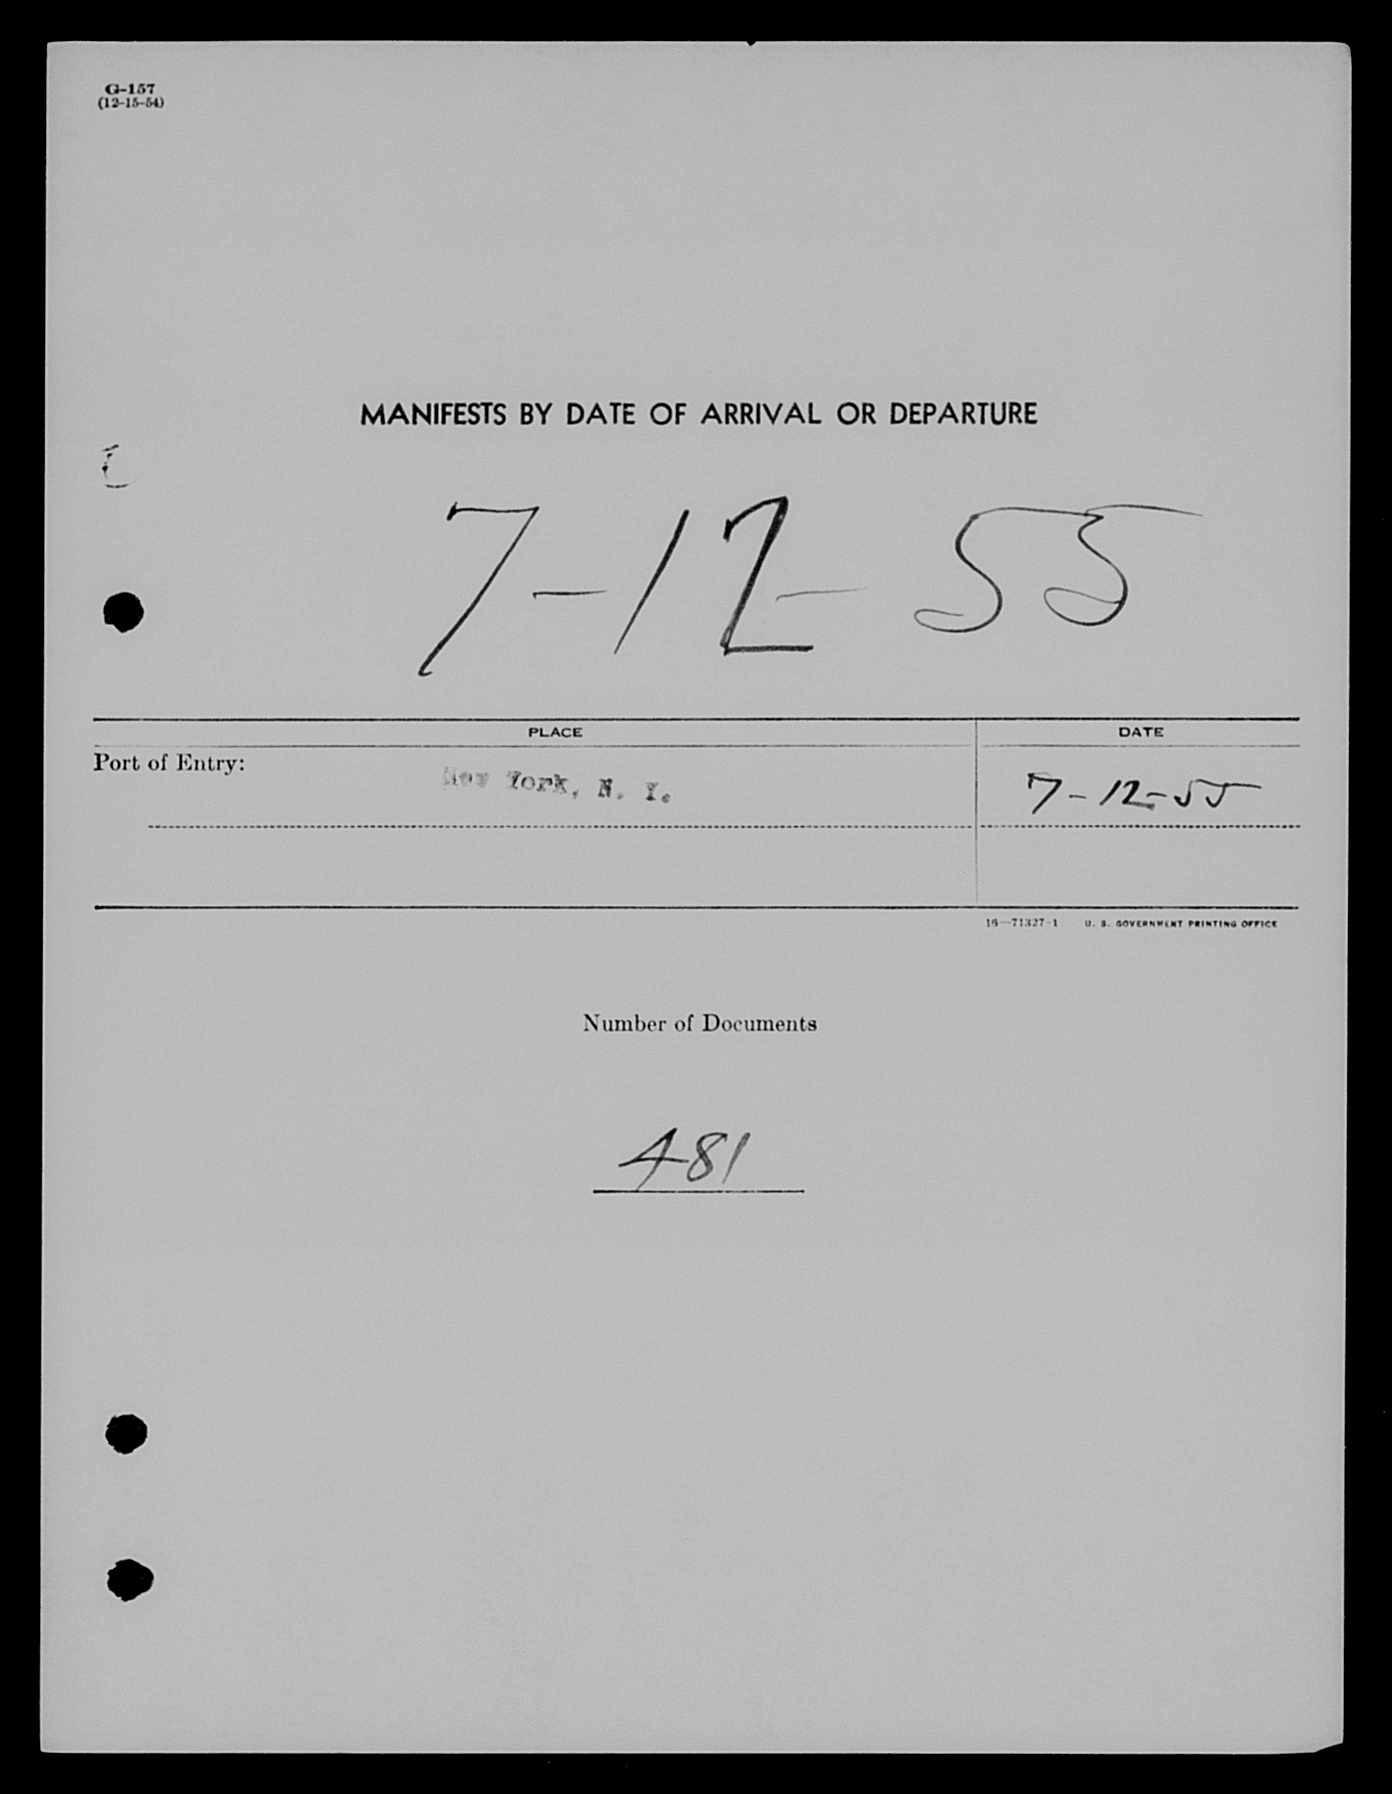 G-157
(12-15-54)
MANIFESTS BY DATE OF ARRIVAL OR DEPARTURE
7-12-55
PLACE DATE
Port of Entry: New York, N. Y. 7-12-55
16—71327-1 U. S. GOVERNMENT PRINTING OFFICE
Number of Documents
481